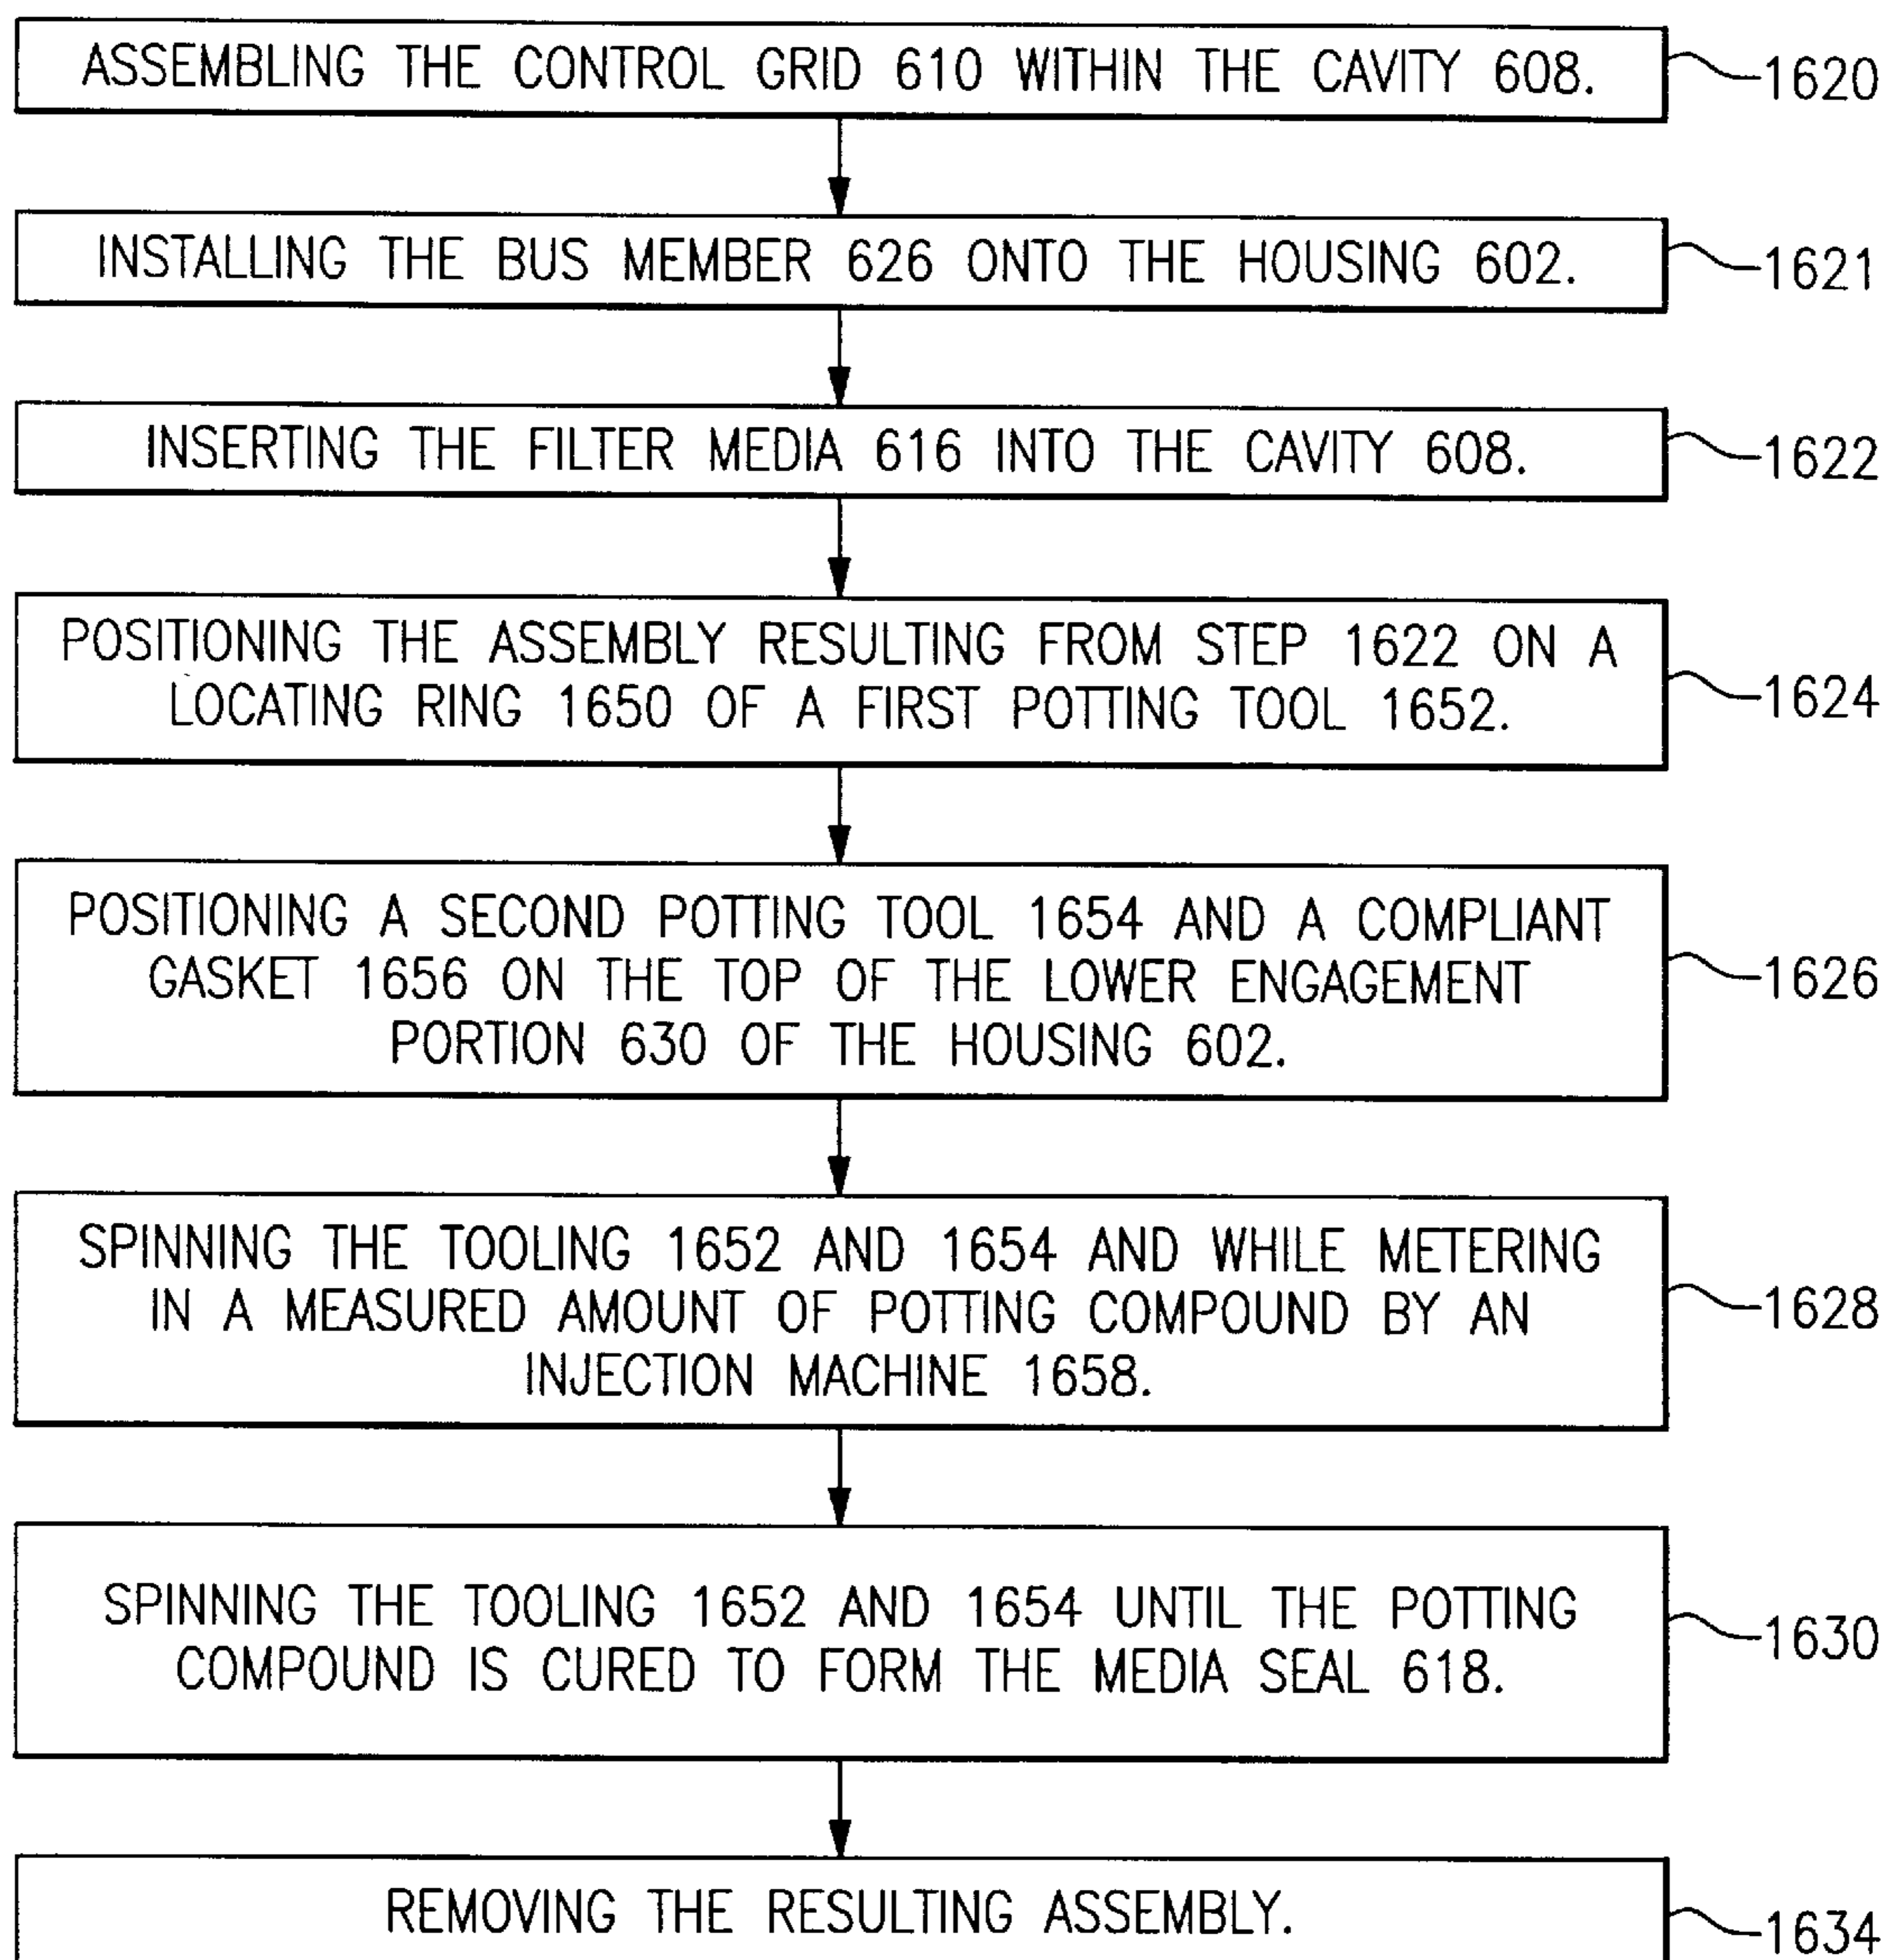 ASSEMBLING THE CONTROL GRID 610 WITHIN THE CAVITY 608.
1620
INSTALLING THE BUS MEMBER 626 ONTO THE HOUSING 602.
1621
INSERTING THE FILTER MEDIA 616 INTO THE CAVITY 608.
1622
POSITIONING THE ASSEMBLY RESULTING FROM STEP 1622 ON A
LOCATING RING 1650 OF A FIRST POTTING TOOL 1652.
1624
POSITIONING A SECOND POTTING TOOL 1654 AND A COMPLIANT
GASKET 1656 ON THE TOP OF THE LOWER ENGAGEMENT
PORTION 630 OF THE HOUSING 602.
1626
SPINNING THE TOOLING 1652 AND 1654 AND WHILE METERING
IN A MEASURED AMOUNT OF POTTING COMPOUND BY AN
INJECTION MACHINE 1658.
1628
SPINNING THE TOOLING 1652 AND 1654 UNTIL THE POTTING
COMPOUND IS CURED TO FORM THE MEDIA SEAL 618.
1630
REMOVING THE RESULTING ASSEMBLY.
1634